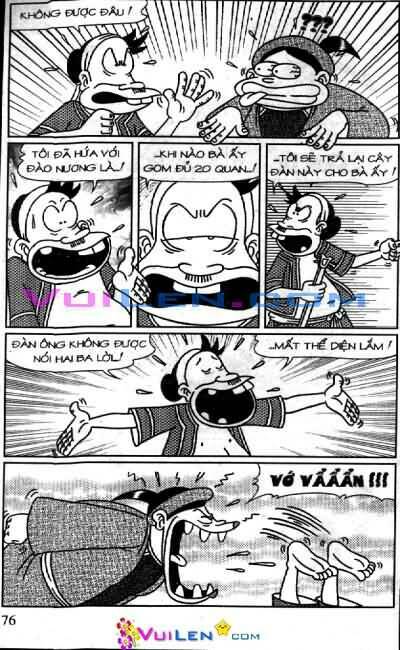 KHÔNG ĐƯỢC ĐÂU !
???
TÔI ĐÃ HỨA VỚI
ĐÀO NƯƠNG LÀ...!
...KHI NÀO BÀ ẤY
GOM ĐỦ 20 QUAN...!
...TÔI SẼ TRẢ LẠI CÂY
ĐÀN NÀY CHO BÀ ẤY !
VUILEN.COM
ĐÀN ÔNG KHÔNG ĐƯỢC
NÓI HAI BA LỜI...!
...MẤT THỂ DIỆN LẮM !
VỚ VẨẨẨN !!!
76
VUILEN.COM